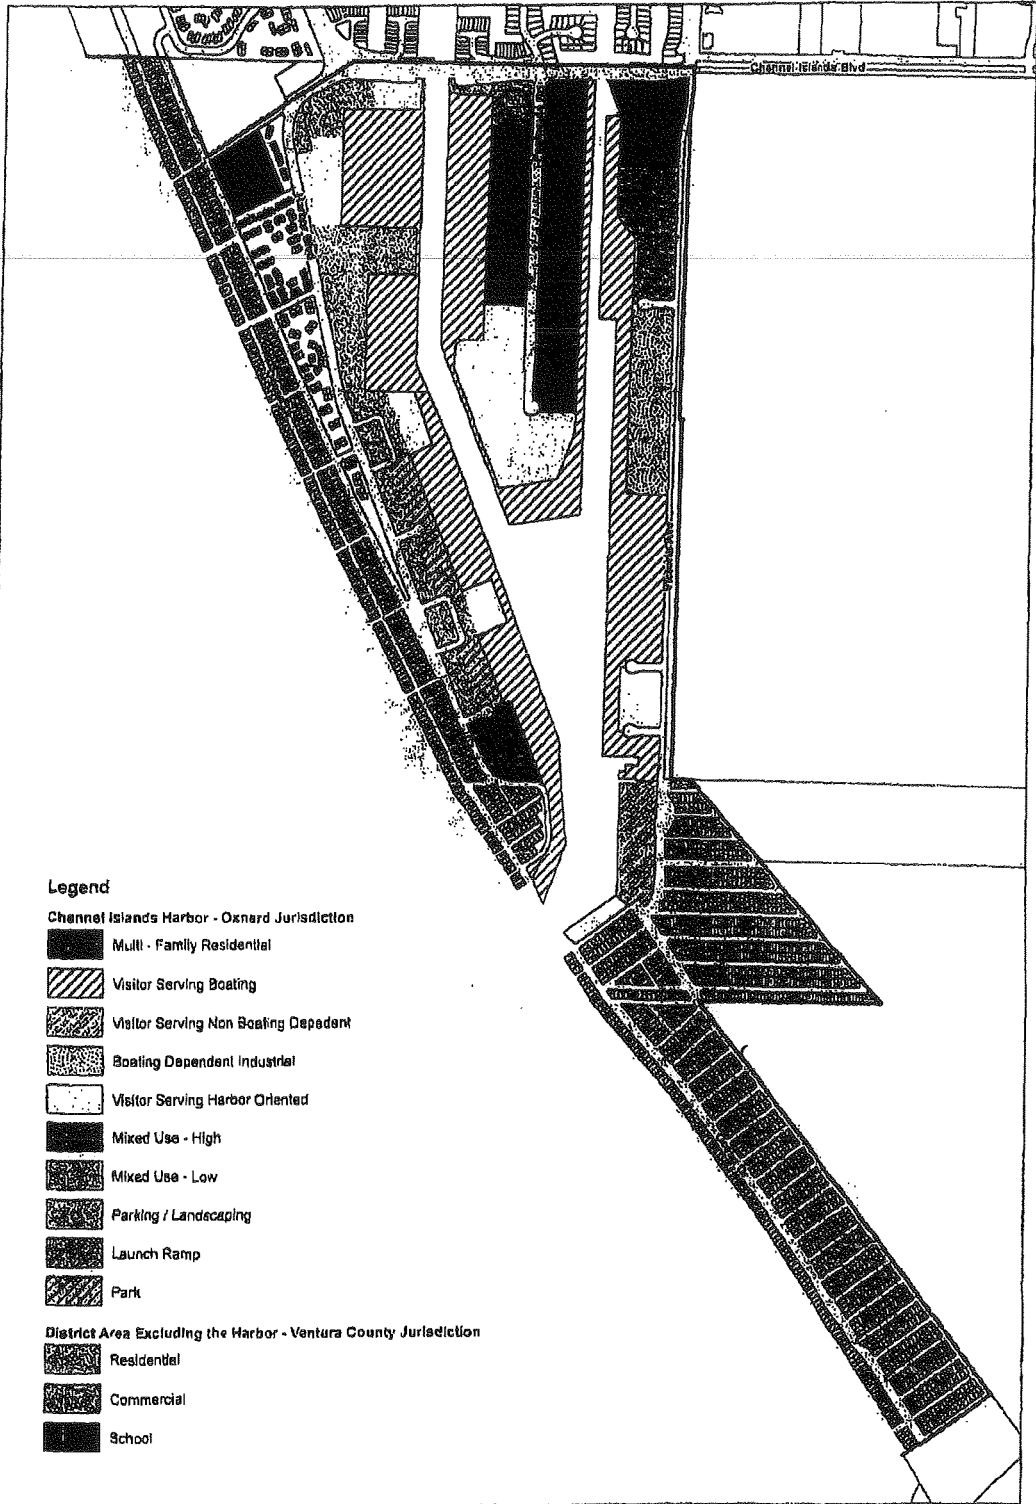 Channel Islands Blvd
Legend
Channel Islands Harbor - Oxnard Jurisdiction
Multi - Family Residential
Visitor Serving Boating
Visitor Serving Non Boating Depedent
Boating Dependent Industrial
Visitor Serving Harbor Oriented
Mixed Use - High
Mixed Use - Low
Parking / Landscaping
Launch Ramp
Park
District Area Excluding the Harbor - Ventura County Jurisdiction
Residential
Commercial
School